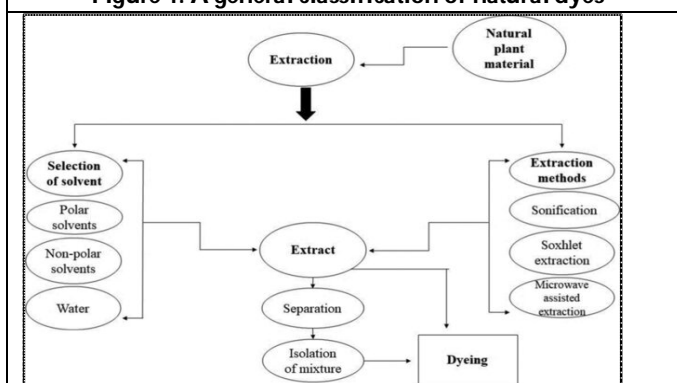 Figure 1. A general classification of natural dyes
Natural
plant
material
Extraction
Selection
of solvent
Polar
solvents
Non-polar
solvents
Water
Extraction
methods
Sonification
Soxhlet
extraction
Microwave
assisted
extraction
Extract
Separation
Isolation
of mixture
Dyeing